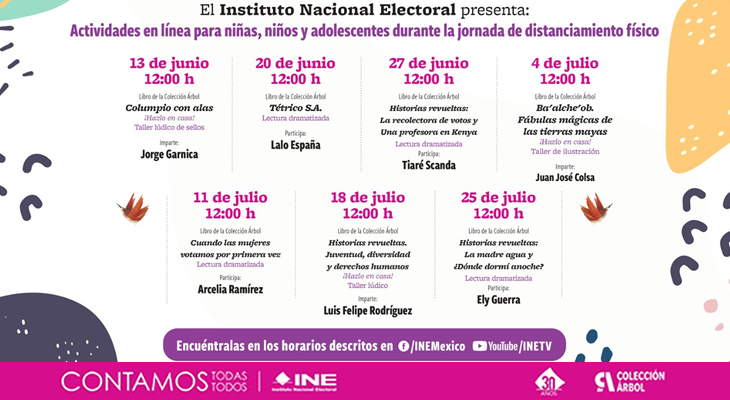 El Instituto Nacional Electoral presenta:
Actividades en línea para niñas, niños y adolescentes durante la jornada de distanciamiento físico
13 de junio
12:00 h
Libro de la Colección Árbol
Columpio con alas
¡Hazlo en casa!
Taller lúdico de sellos
Imparte:
Jorge Garnica
20 de junio
12:00 h
Libro de la Colección Árbol
Tétrico S.A.
Lectura dramatizada
Participa:
Lalo España
27 de junio
12:00 h
Libro de la Colección Árbol
Historias revueltas:
La recolectora de votos y
Una profesora en Kenya
Lectura dramatizada
Participa:
Tiaré Scanda
4 de julio
12:00 h
Libro de la Colección Árbol
Ba'alche'ob.
Fábulas mágicas de
las tierras mayas
¡Hazlo en casa!
Taller de ilustración
Imparte:
Juan José Colsa
11 de julio
12:00 h
Libro de la Colección Árbol
Cuando las mujeres
votamos por primera vez
Lectura dramatizada
Participa:
Arcelia Ramírez
18 de julio
12:00 h
Libro de la Colección Árbol
Historias revueltas.
Juventud, diversidad
y derechos humanos
¡Hazlo en casa!
Taller lúdico
Imparte:
Luis Felipe Rodríguez
25 de julio
12:00 h
Libro de la Colección Árbol
Historias revueltas:
La madre agua y
¿Dónde dormí anoche?
Lectura dramatizada
Participa:
Ely Guerra
Encuéntralas en los horarios descritos en /INEMexico YouTube/INETV
CONTAMOS TODAS TODOS
INE
Instituto Nacional Electoral
30 AÑOS
COLECCIÓN
ÁRBOL